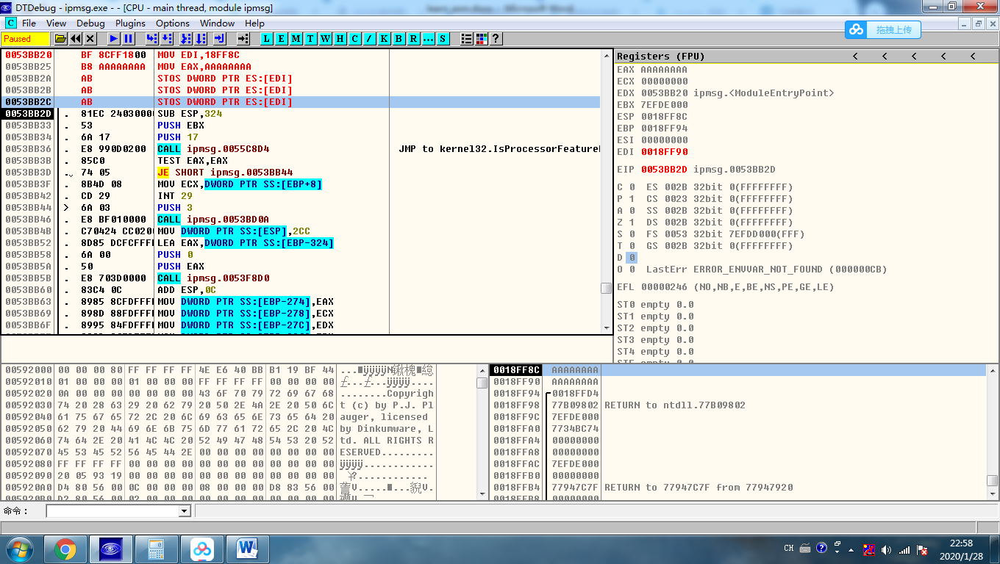 DTDebug - ipmsg.exe - - [CPU - main thread, module ipmsg]
C File View Debug Plugins Options Window Help
拖拽上传
Paused L E M T W H C / K B R ... S ?
0053BB20 BF 8CFF1800 MOV EDI,18FF8C
0053BB25 B8 AAAAAAAA MOV EAX,AAAAAAAA
0053BB2A AB STOS DWORD PTR ES:[EDI]
0053BB2B AB STOS DWORD PTR ES:[EDI]
0053BB2C AB STOS DWORD PTR ES:[EDI]
0053BB2D . 81EC 24030000 SUB ESP,324
0053BB33 . 53 PUSH EBX
0053BB34 . 6A 17 PUSH 17
0053BB36 . E8 990D0200 CALL ipmsg.0055C8D4 JMP to kernel32.IsProcessorFeature
0053BB3B . 85C0 TEST EAX,EAX
0053BB3D . 74 05 JE SHORT ipmsg.0053BB44
0053BB3F . 8B4D 08 MOV ECX,DWORD PTR SS:[EBP+8]
0053BB42 . CD 29 INT 29
0053BB44 > 6A 03 PUSH 3
0053BB46 . E8 BF010000 CALL ipmsg.0053BD0A
0053BB4B . C70424 CC020 MOV DWORD PTR SS:[ESP],2CC
0053BB52 . 8D85 DCFCFFF LEA EAX,DWORD PTR SS:[EBP-324]
0053BB58 . 6A 00 PUSH 0
0053BB5A . 50 PUSH EAX
0053BB5B . E8 703D0000 CALL ipmsg.0053F8D0
0053BB60 . 83C4 0C ADD ESP,0C
0053BB63 . 8985 8CFDFFF MOV DWORD PTR SS:[EBP-274],EAX
0053BB69 . 898D 88FDFFF MOV DWORD PTR SS:[EBP-278],ECX
0053BB6F . 8995 84FDFFF MOV DWORD PTR SS:[EBP-27C],EDX
Registers (FPU) < < < < <
EAX AAAAAAAA
ECX 00000000
EDX 0053BB20 ipmsg.<ModuleEntryPoint>
EBX 7EFDE000
ESP 0018FF8C
EBP 0018FF94
ESI 00000000
EDI 0018FF90
EIP 0053BB2D ipmsg.0053BB2D
C 0 ES 002B 32bit 0(FFFFFFFF)
P 1 CS 0023 32bit 0(FFFFFFFF)
A 0 SS 002B 32bit 0(FFFFFFFF)
Z 1 DS 002B 32bit 0(FFFFFFFF)
S 0 FS 0053 32bit 7EFDD000(FFF)
T 0 GS 002B 32bit 0(FFFFFFFF)
D 0
O 0 LastErr ERROR_ENVVAR_NOT_FOUND (000000CB)
EFL 00000246 (NO,NB,E,BE,NS,PE,GE,LE)
ST0 empty 0.0
ST1 empty 0.0
ST2 empty 0.0
ST3 empty 0.0
ST4 empty 0.0
00592000 00 00 00 80 FF FF FF FF 4E E6 40 BB B1 19 BF 44
00592010 01 00 00 00 01 00 00 00 FF FF FF FF 00 00 00 00
00592020 0A 00 00 00 00 00 00 00 43 6F 70 79 72 69 67 68 ........Copyrigh
00592030 74 20 28 63 29 20 62 79 20 50 2E 4A 2E 20 50 6C t (c) by P.J. Pl
00592040 61 75 67 65 72 2C 20 6C 69 63 65 6E 73 65 64 20 auger, licensed
00592050 62 79 20 44 69 6E 6B 75 6D 77 61 72 65 2C 20 4C by Dinkumware, L
00592060 74 64 2E 20 41 4C 4C 20 52 49 47 48 54 53 20 52 td. ALL RIGHTS R
00592070 45 53 45 52 56 45 44 2E 00 00 00 00 00 00 00 00 ESERVED.........
00592080 FF FF FF FF 00 00 00 00 00 00 00 00 00 00 00 00
00592090 20 05 93 19 00 00 00 00 00 00 00 00 00 00 00 00
005920A0 D4 80 56 00 0C 00 00 00 08 00 00 00 D8 83 56 00
0018FF8C AAAAAAAA
0018FF90 AAAAAAAA
0018FF94 0018FFD4
0018FF98 77B09802 RETURN to ntdll.77B09802
0018FF9C 7EFDE000
0018FFA0 7734BC74
0018FFA4 00000000
0018FFA8 00000000
0018FFAC 7EFDE000
0018FFB0 00000000
0018FFB4 77947C7F RETURN to 77947C7F from 77947920
0018FFB8 00000000
命令：
CH
22:58
2020/1/28